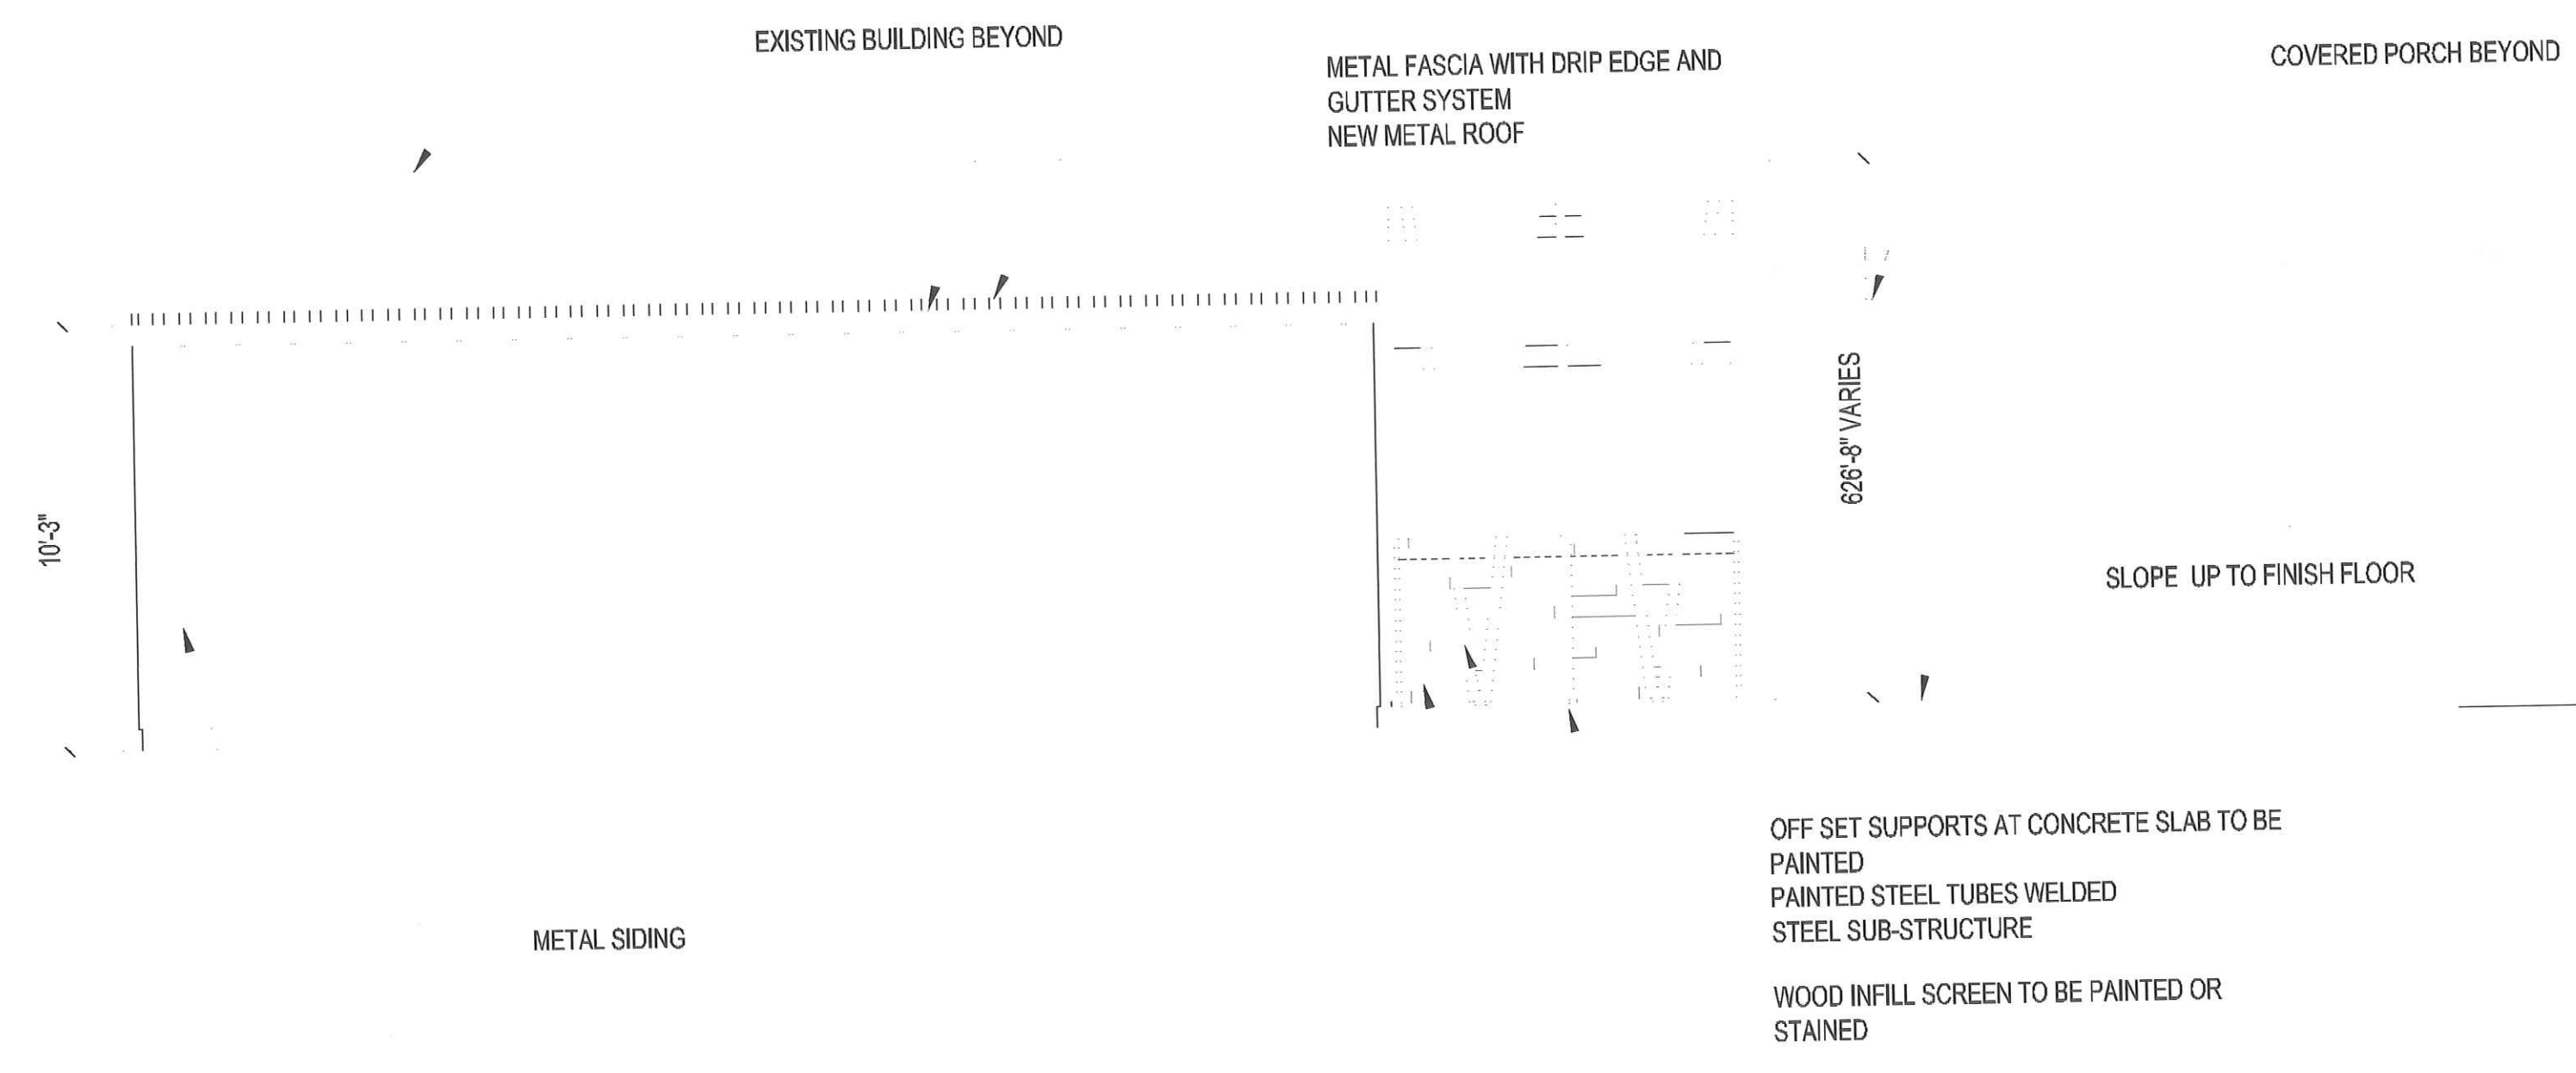 EXISTING BUILDING BEYOND
METAL FASCIA WITH DRIP EDGE AND
GUTTER SYSTEM
NEW METAL ROOF
COVERED PORCH BEYOND
10'-3"
626'-8" VARIES
SLOPE UP TO FINISH FLOOR
METAL SIDING
OFF SET SUPPORTS AT CONCRETE SLAB TO BE
PAINTED
PAINTED STEEL TUBES WELDED
STEEL SUB-STRUCTURE
WOOD INFILL SCREEN TO BE PAINTED OR
STAINED